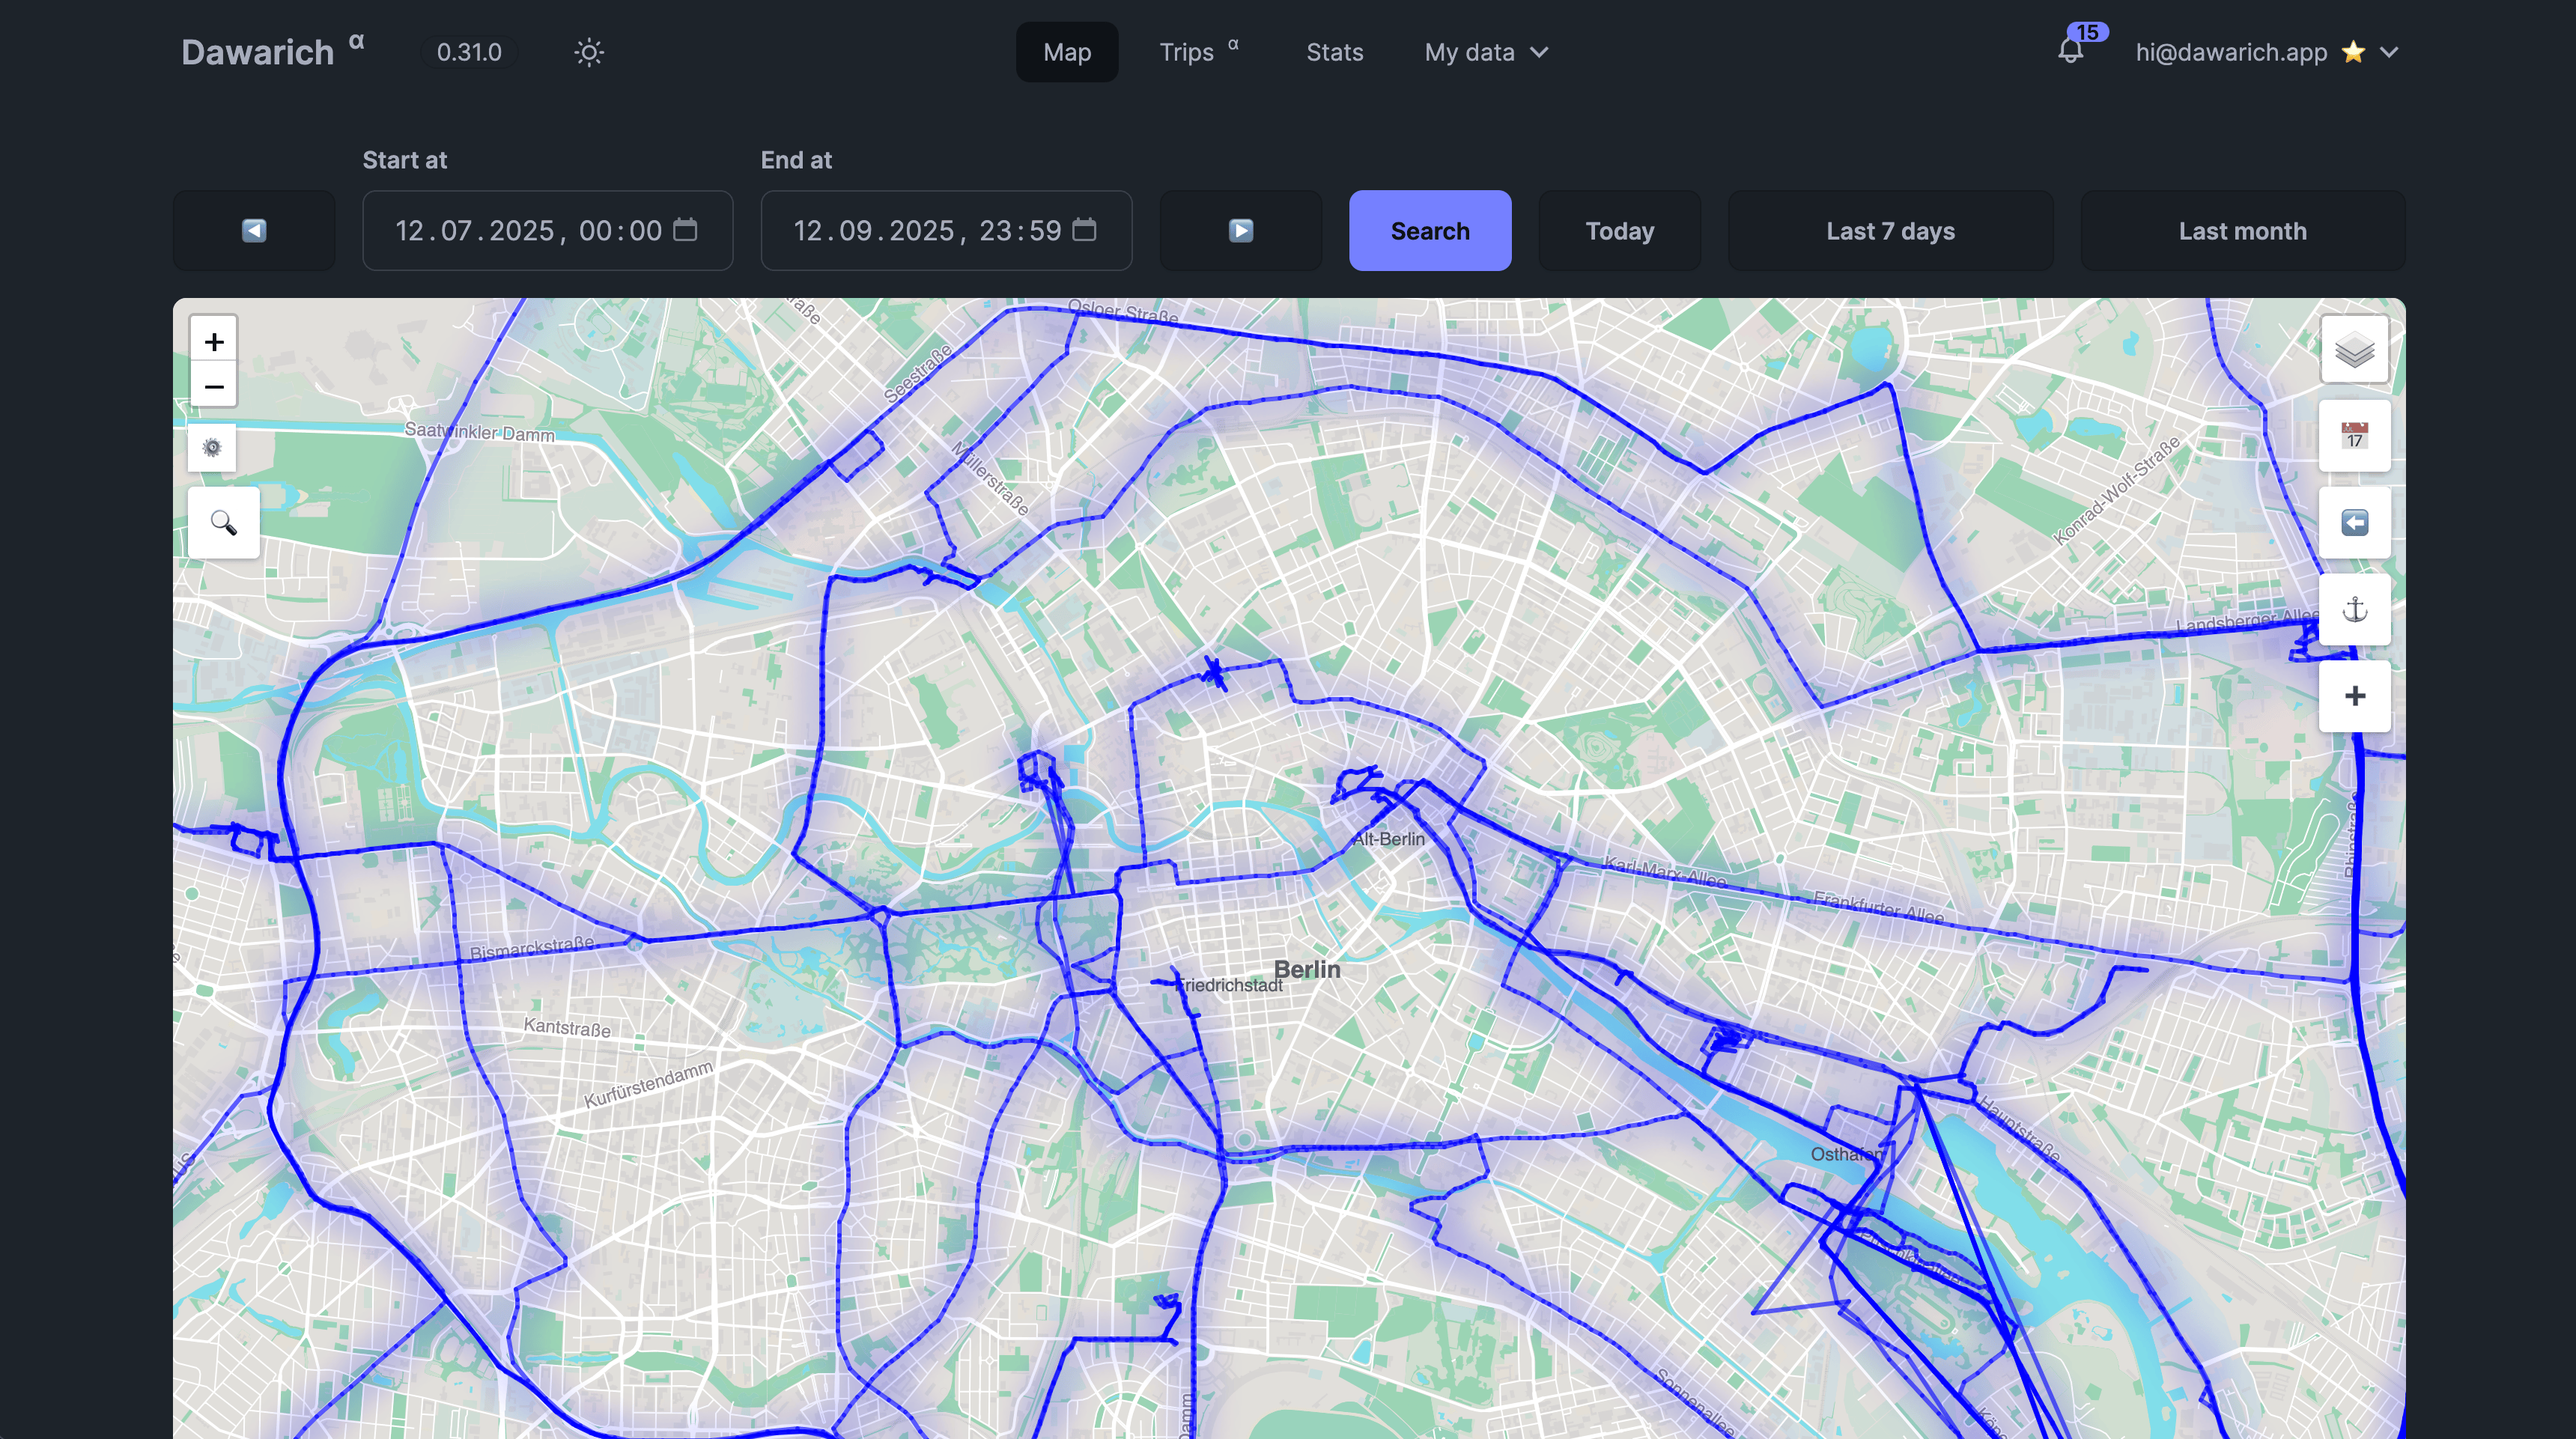 Dawarich α
0.31.0
Map
Trips α
Stats
My data
15
hi@dawarich.app
Start at
End at
12.07.2025, 00:00
12.09.2025, 23:59
Search
Today
Last 7 days
Last month
+
−
17
+
Osloer Straße
Seestraße
Saatwinkler Damm
Müllerstraße
Konrad-Wolf-Straße
Landsberger Allee
Alt-Berlin
Karl-Marx-Allee
Frankfurter Allee
Rhinstraße
Bismarckstraße
Berlin
Friedrichstadt
Kantstraße
Kurfürstendamm
Hauptstraße
Osthafen
Sonnenallee
Damm